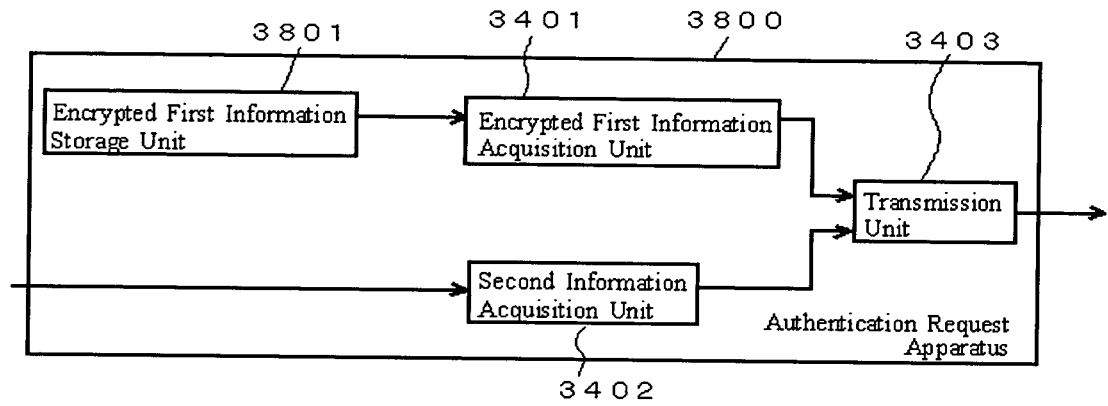 3801
3401
3800
3403
Encrypted First Information
Storage Unit
Encrypted First Information
Acquisition Unit
Transmission
Unit
Second Information
Acquisition Unit
Authentication Request
Apparatus
3402